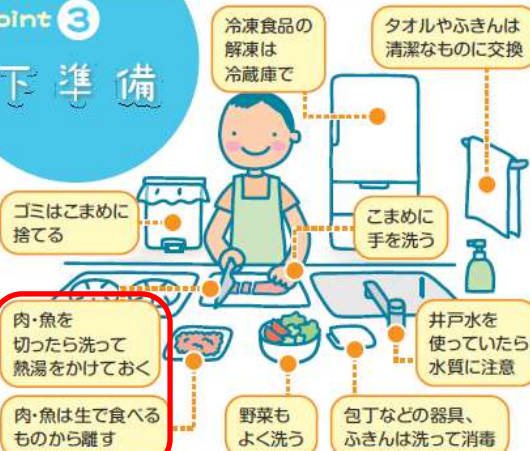 oint 3
下準備
冷凍食品の
解凍は
冷蔵庫で
タオルやふきんは
清潔なものに交換
ゴミはこまめに
捨てる
こまめに
手を洗う
肉・魚を
切ったら洗って
熱湯をかけておく
井戸水を
使っていたら
水質に注意
肉・魚は生で食べる
ものから離す
野菜も
よく洗う
包丁などの器具、
ふきんは洗って消毒